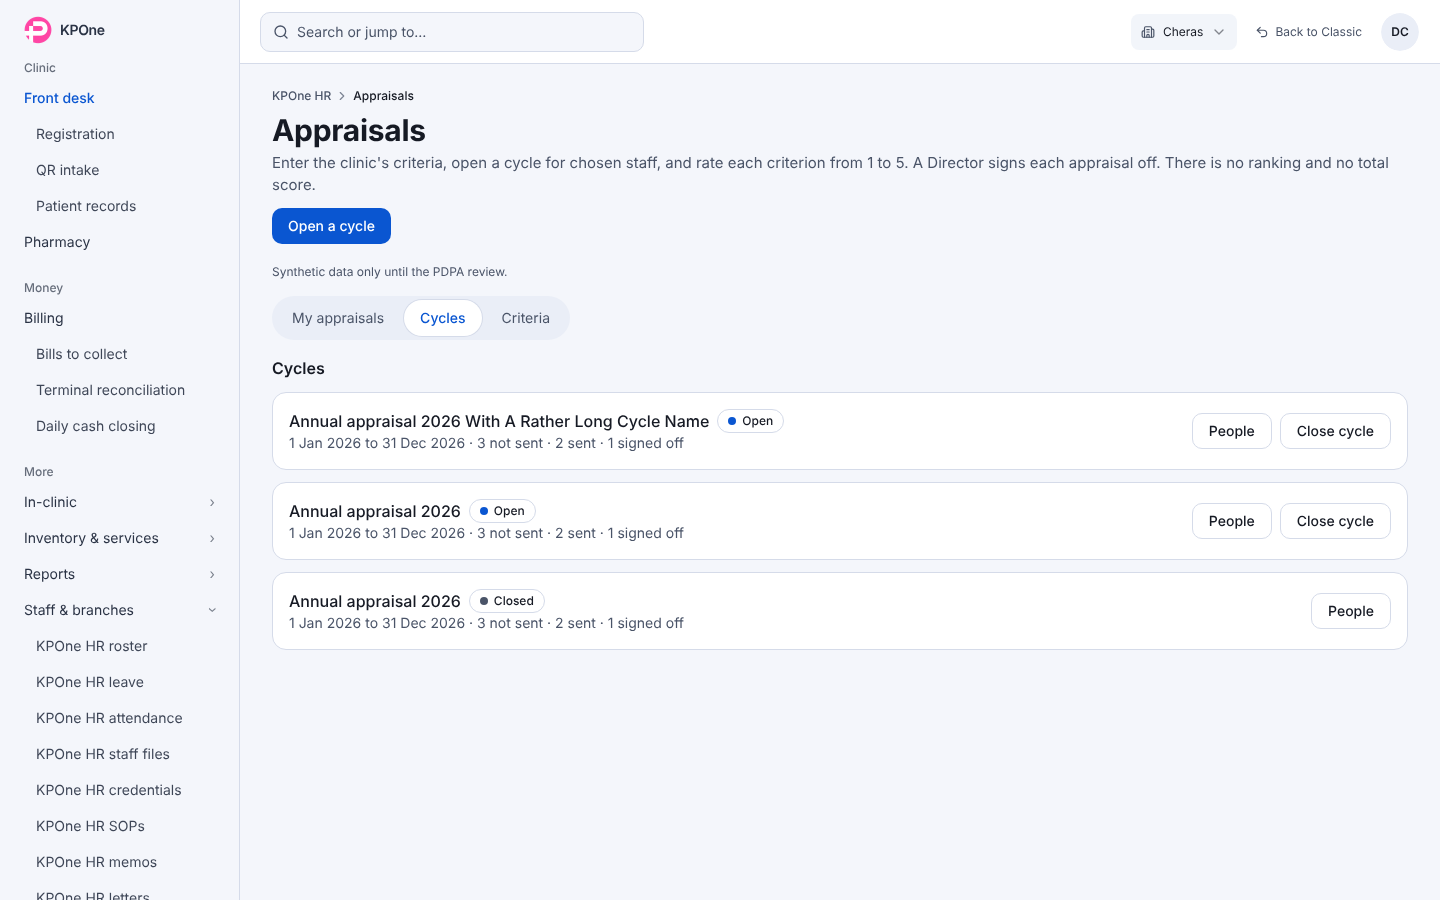 KPOne
Clinic
Front desk
Registration
QR intake
Patient records
Pharmacy
Money
Billing
Bills to collect
Terminal reconciliation
Daily cash closing
More
In-clinic
Inventory & services
Reports
Staff & branches
KPOne HR roster
KPOne HR leave
KPOne HR attendance
KPOne HR staff files
KPOne HR credentials
KPOne HR SOPs
KPOne HR memos
KPOne HR letters
Search or jump to...
Cheras
Back to Classic
DC
KPOne HR > Appraisals
Appraisals
Enter the clinic's criteria, open a cycle for chosen staff, and rate each criterion from 1 to 5. A Director signs each appraisal off. There is no ranking and no total
score.
Open a cycle
Synthetic data only until the PDPA review.
My appraisals Cycles Criteria
Cycles
Annual appraisal 2026 With A Rather Long Cycle Name Open
1 Jan 2026 to 31 Dec 2026 · 3 not sent · 2 sent · 1 signed off
People Close cycle
Annual appraisal 2026 Open
1 Jan 2026 to 31 Dec 2026 · 3 not sent · 2 sent · 1 signed off
People Close cycle
Annual appraisal 2026 Closed
1 Jan 2026 to 31 Dec 2026 · 3 not sent · 2 sent · 1 signed off
People